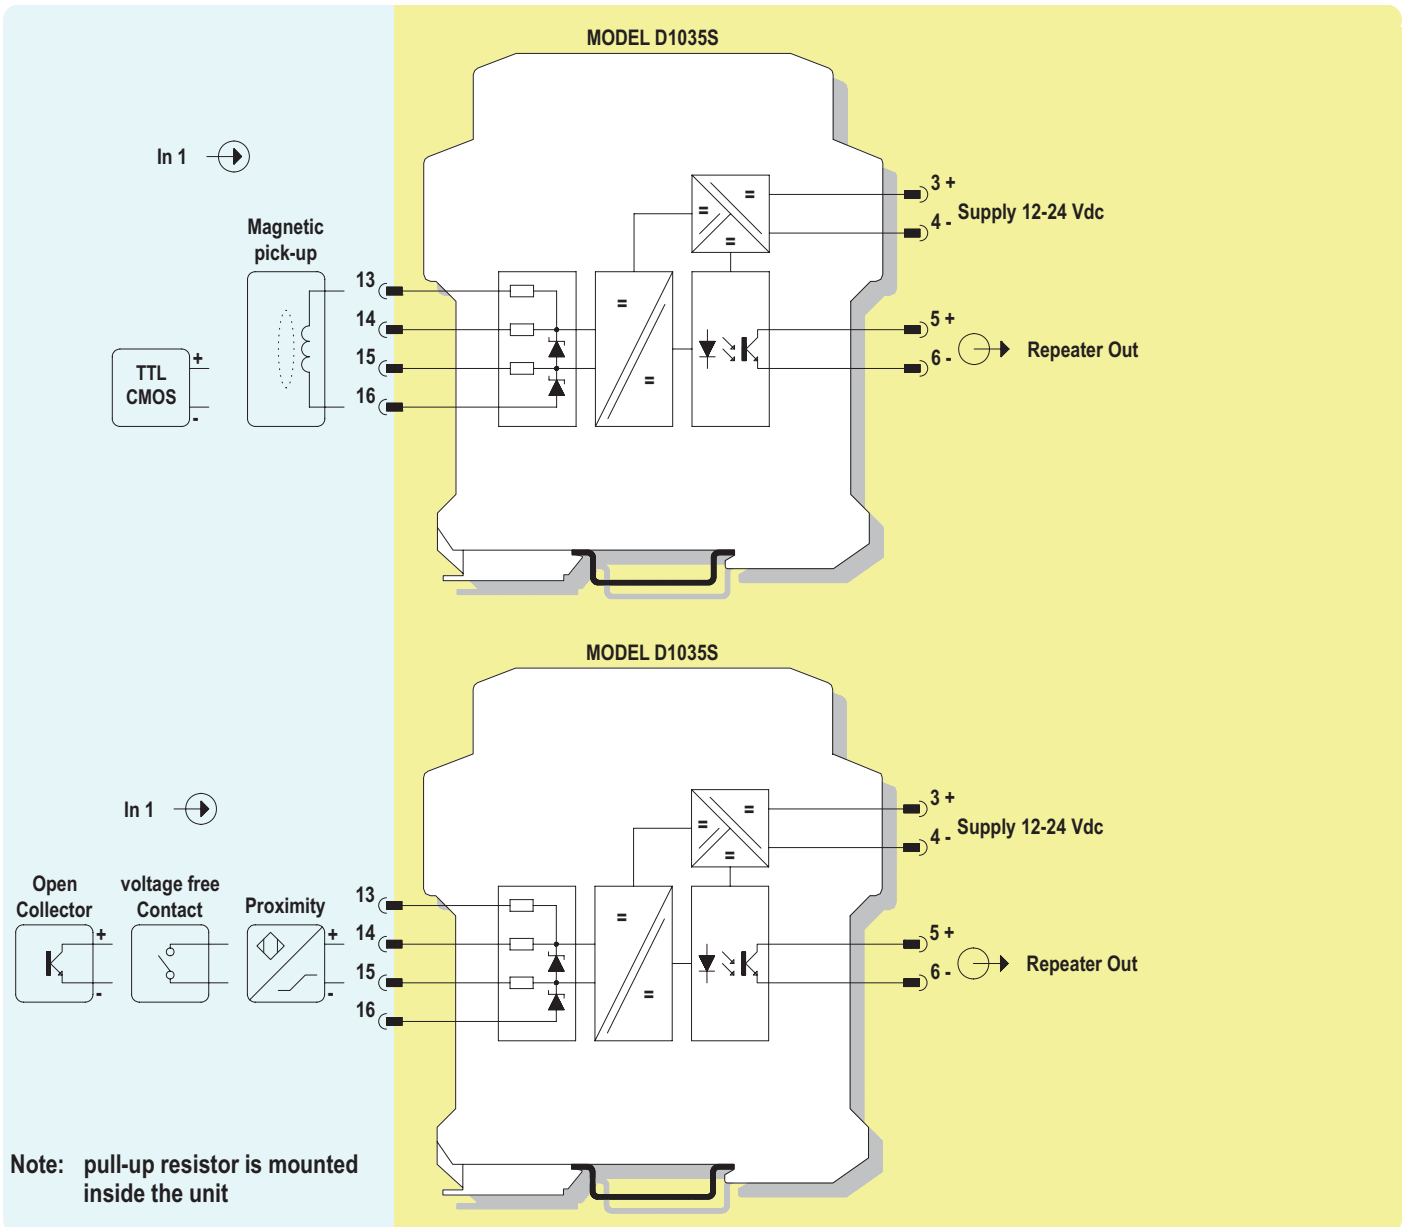 MODEL D1035S
In 1
3 +
Supply 12-24 Vdc
4 -
Magnetic
pick-up
13
14
15
16
TTL
CMOS
+
-
=
=
=
=
=
5 +
Repeater Out
6 -
MODEL D1035S
In 1
3 +
Supply 12-24 Vdc
4 -
Open
Collector
+
-
voltage free
Contact
Proximity
+
-
13
14
15
16
=
=
=
=
=
5 +
Repeater Out
6 -
Note: pull-up resistor is mounted
inside the unit